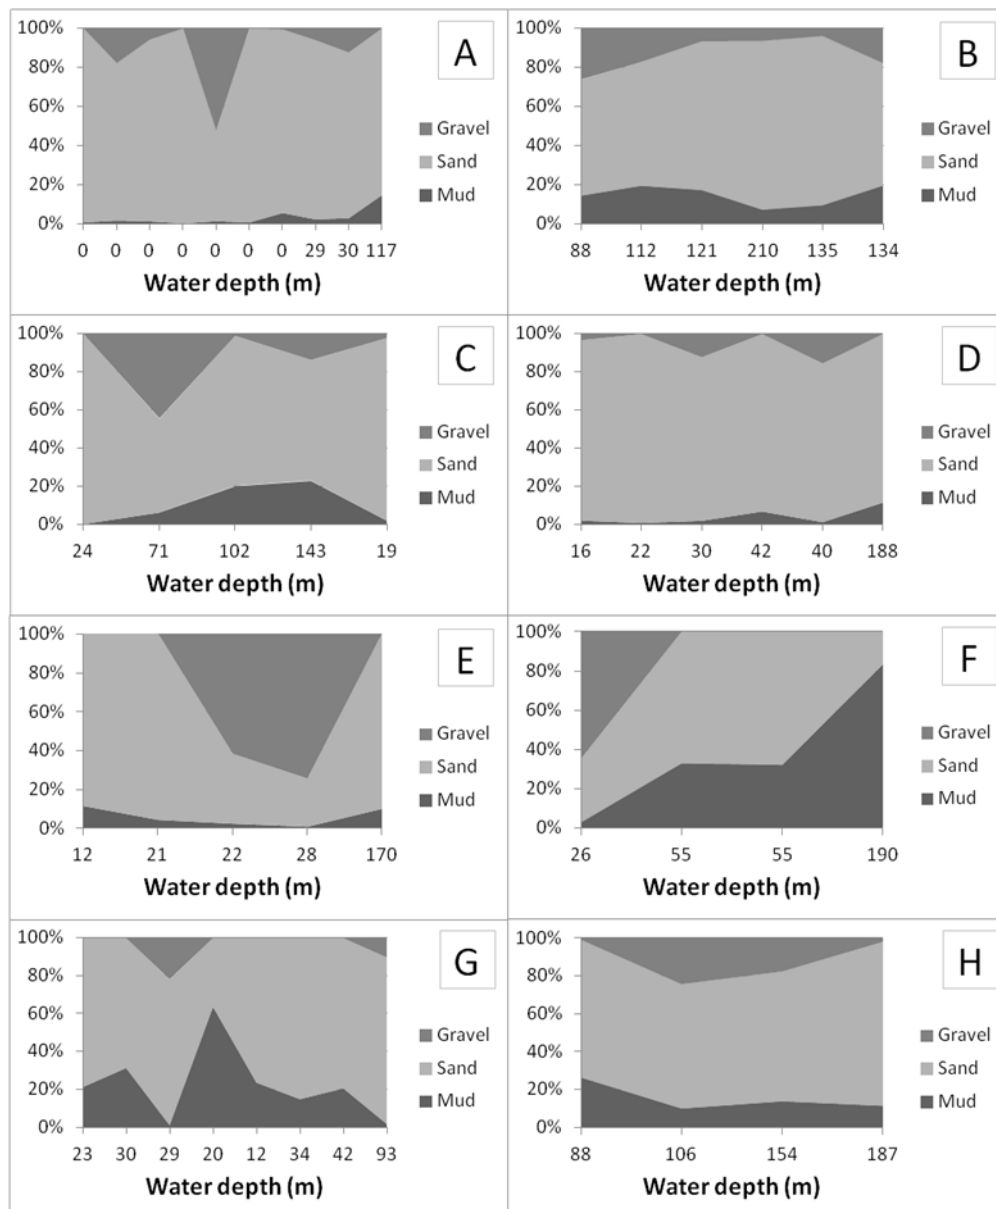 100%
80%
60%
40%
20%
0%
A
Gravel
Sand
Mud
0 0 0 0 0 0 0 29 30 117
Water depth (m)
100%
80%
60%
40%
20%
0%
B
Gravel
Sand
Mud
88 112 121 210 135 134
Water depth (m)
100%
80%
60%
40%
20%
0%
C
Gravel
Sand
Mud
24 71 102 143 19
Water depth (m)
100%
80%
60%
40%
20%
0%
D
Gravel
Sand
Mud
16 22 30 42 40 188
Water depth (m)
100%
80%
60%
40%
20%
0%
E
Gravel
Sand
Mud
12 21 22 28 170
Water depth (m)
100%
80%
60%
40%
20%
0%
F
Gravel
Sand
Mud
26 55 55 190
Water depth (m)
100%
80%
60%
40%
20%
0%
G
Gravel
Sand
Mud
23 30 29 20 12 34 42 93
Water depth (m)
100%
80%
60%
40%
20%
0%
H
Gravel
Sand
Mud
88 106 154 187
Water depth (m)